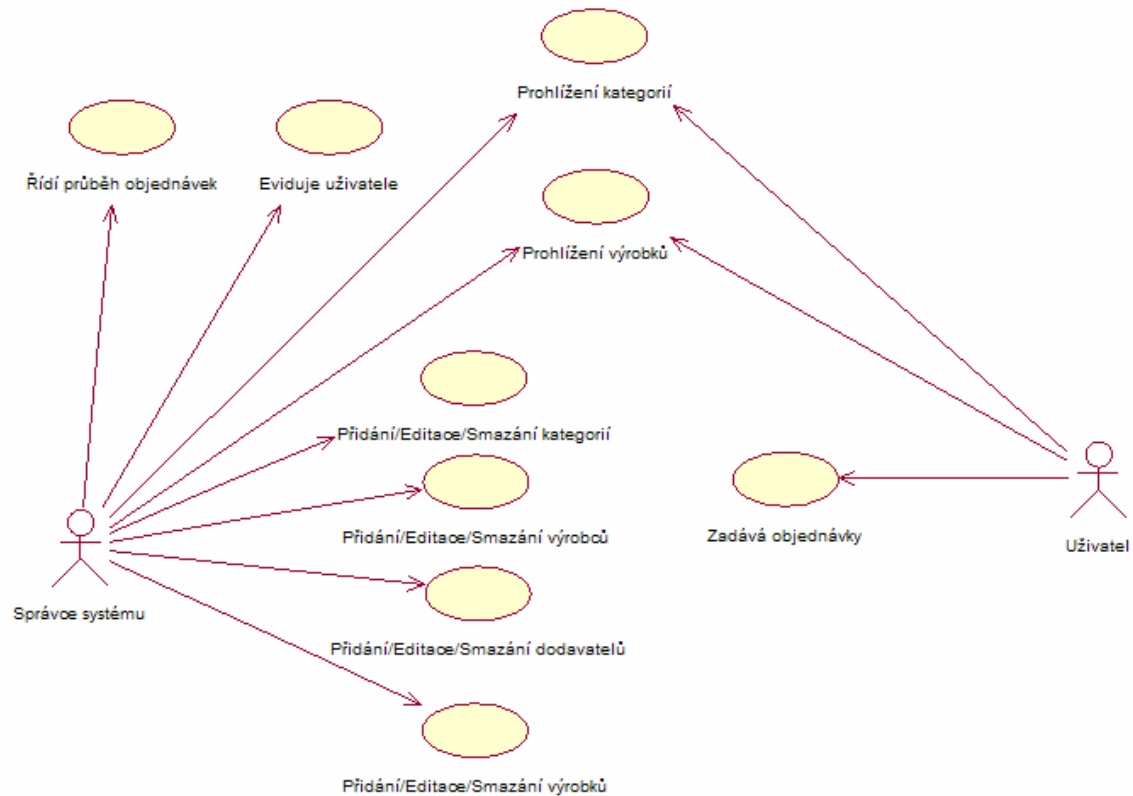 Prohlížení kategorií
Řídí průběh objednávek
Eviduje uživatele
Prohlížení výrobků
Přidání/Editace/Smazání kategorií
Přidání/Editace/Smazání výrobců
Zadává objednávky
Uživatel
Správce systému
Přidání/Editace/Smazání dodavatelů
Přidání/Editace/Smazání výrobků